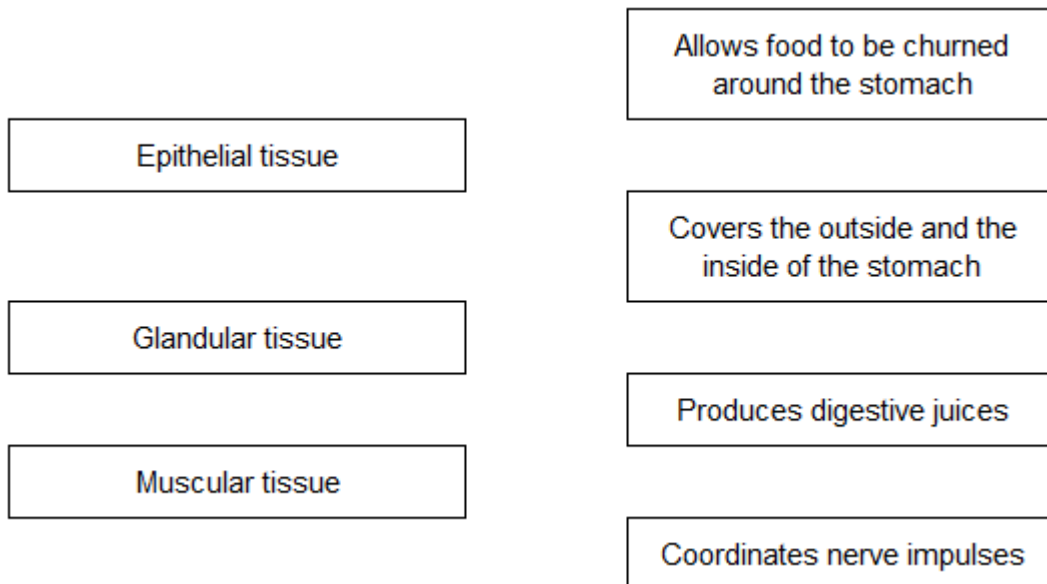 Epithelial tissue
Glandular tissue
Muscular tissue
Allows food to be churned
around the stomach
Covers the outside and the
inside of the stomach
Produces digestive juices
Coordinates nerve impulses